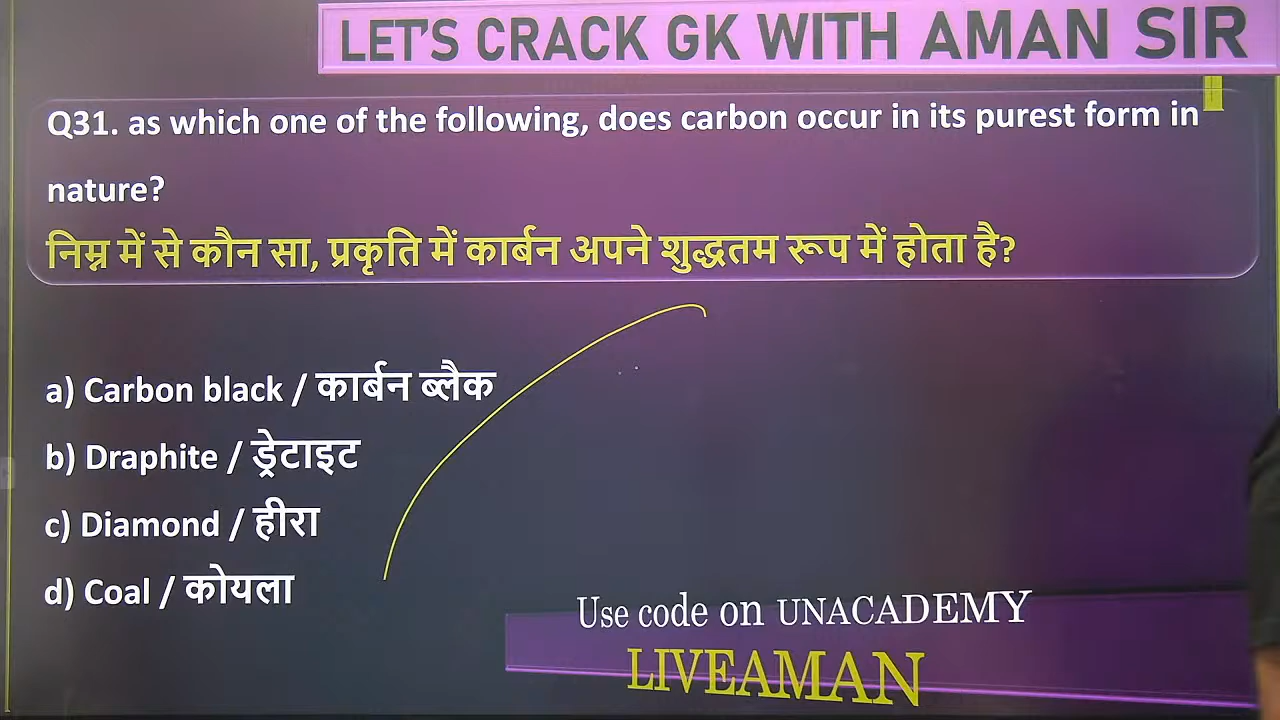 LET'S CRACK GK WITH AMAN SIR
Q31. as which one of the following, does carbon occur in its purest form in
nature?
निम्न में से कौन सा, प्रकृति में कार्बन अपने शुद्धतम रूप में होता है?
a) Carbon black / कार्बन ब्लैक
b) Draphite / ड्रेटाइट
c) Diamond / हीरा
d) Coal / कोयला
Use code on UNACADEMY
LIVEAMAN